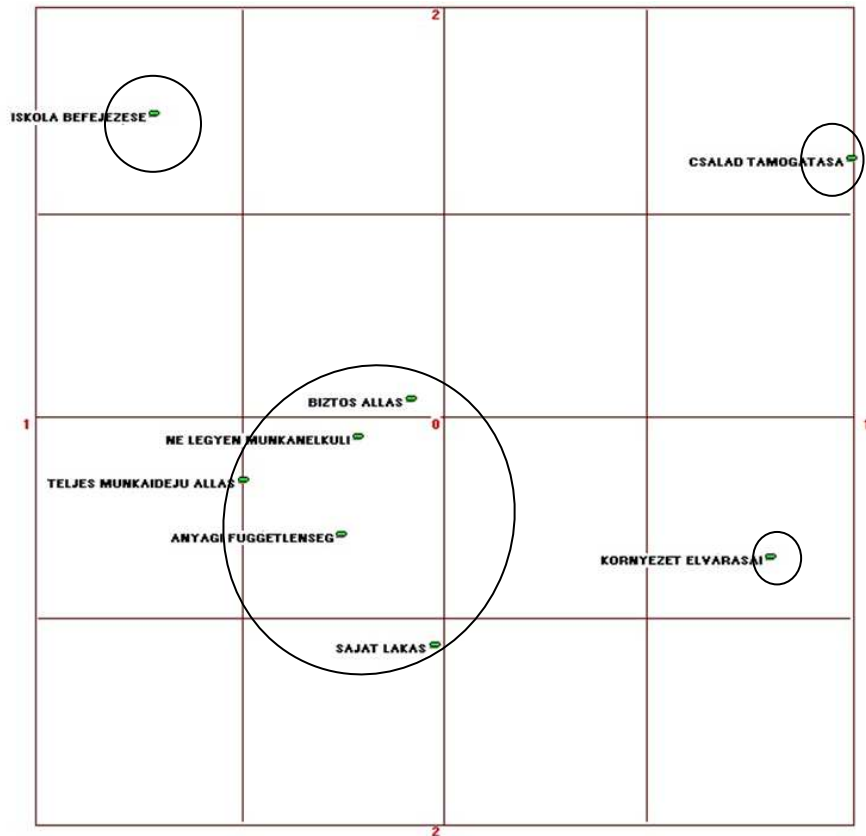 2
ISKOLA BEFEJEZESE
CSALAD TAMOGATASA
BIZTOS ALLAS
1
0
1
NE LEGYEN MUNKANELKULI
TELJES MUNKAIDEJU ALLAS
ANYAGI FUGGETLENSEG
KORNYEZET ELVARASAI
SAJAT LAKAS
2